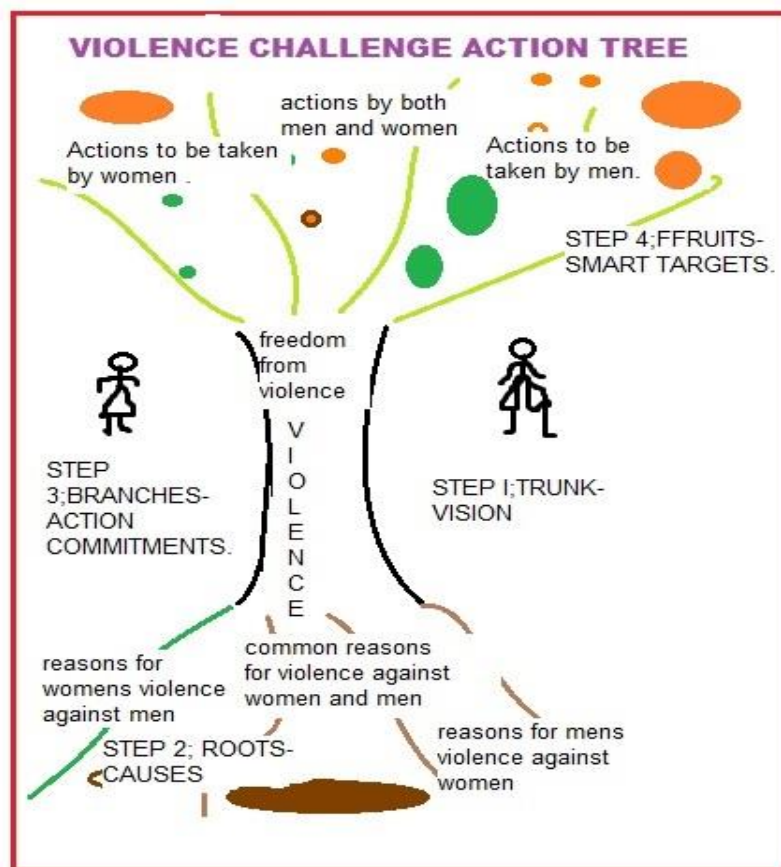 VIOLENCE CHALLENGE ACTION TREE
actions by both
men and women
Actions to be taken
by women .
Actions to be
taken by men.
STEP 4;FFRUITS-
SMART TARGETS.
freedom
from
violence
VIOLENCE
STEP
3;BRANCHES-
ACTION
COMMITMENTS.
STEP I;TRUNK-
VISION
reasons for
womens violence
against men
common reasons
for violence against
women and men
reasons for mens
violence against
women
STEP 2; ROOTS-
CAUSES